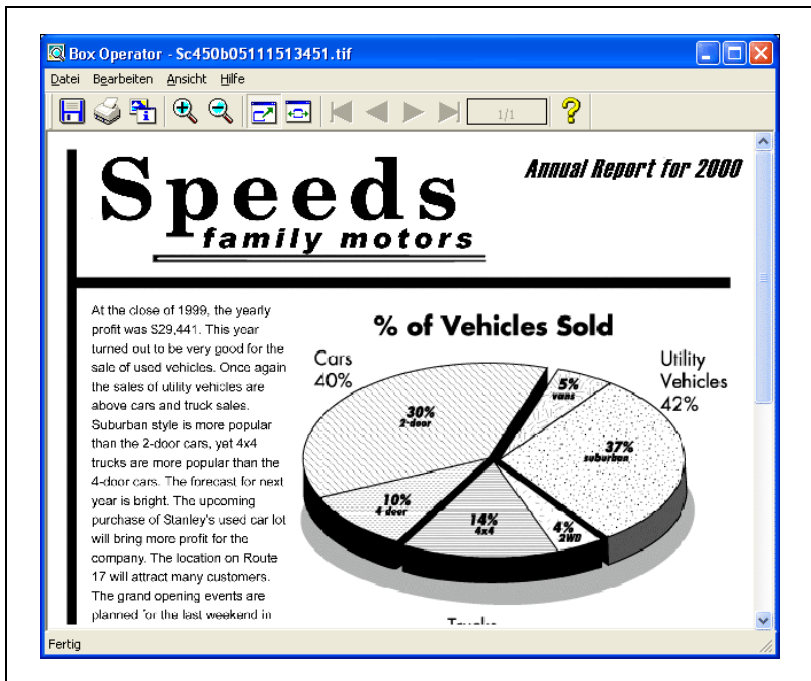 Box Operator - Sc450b05111513451.tif
Datei Bearbeiten Ansicht Hilfe
1/1
Speeds
family motors
Annual Report for 2000
At the close of 1999, the yearly
profit was $29,441. This year
turned out to be very good for the
sale of used vehicles. Once again
the sales of utility vehicles are
above cars and truck sales.
Suburban style is more popular
than the 2-door cars, yet 4x4
trucks are more popular than the
4-door cars. The forecast for next
year is bright. The upcoming
purchase of Stanley's used car lot
will bring more profit for the
company. The location on Route
17 will attract many customers.
The grand opening events are
planned for the last weekend in
% of Vehicles Sold
Cars
40%
Utility
Vehicles
42%
30%
2-door
5%
vans
37%
suburban
10%
4 door
14%
4x4
4%
2WD
Trucks
Fertig